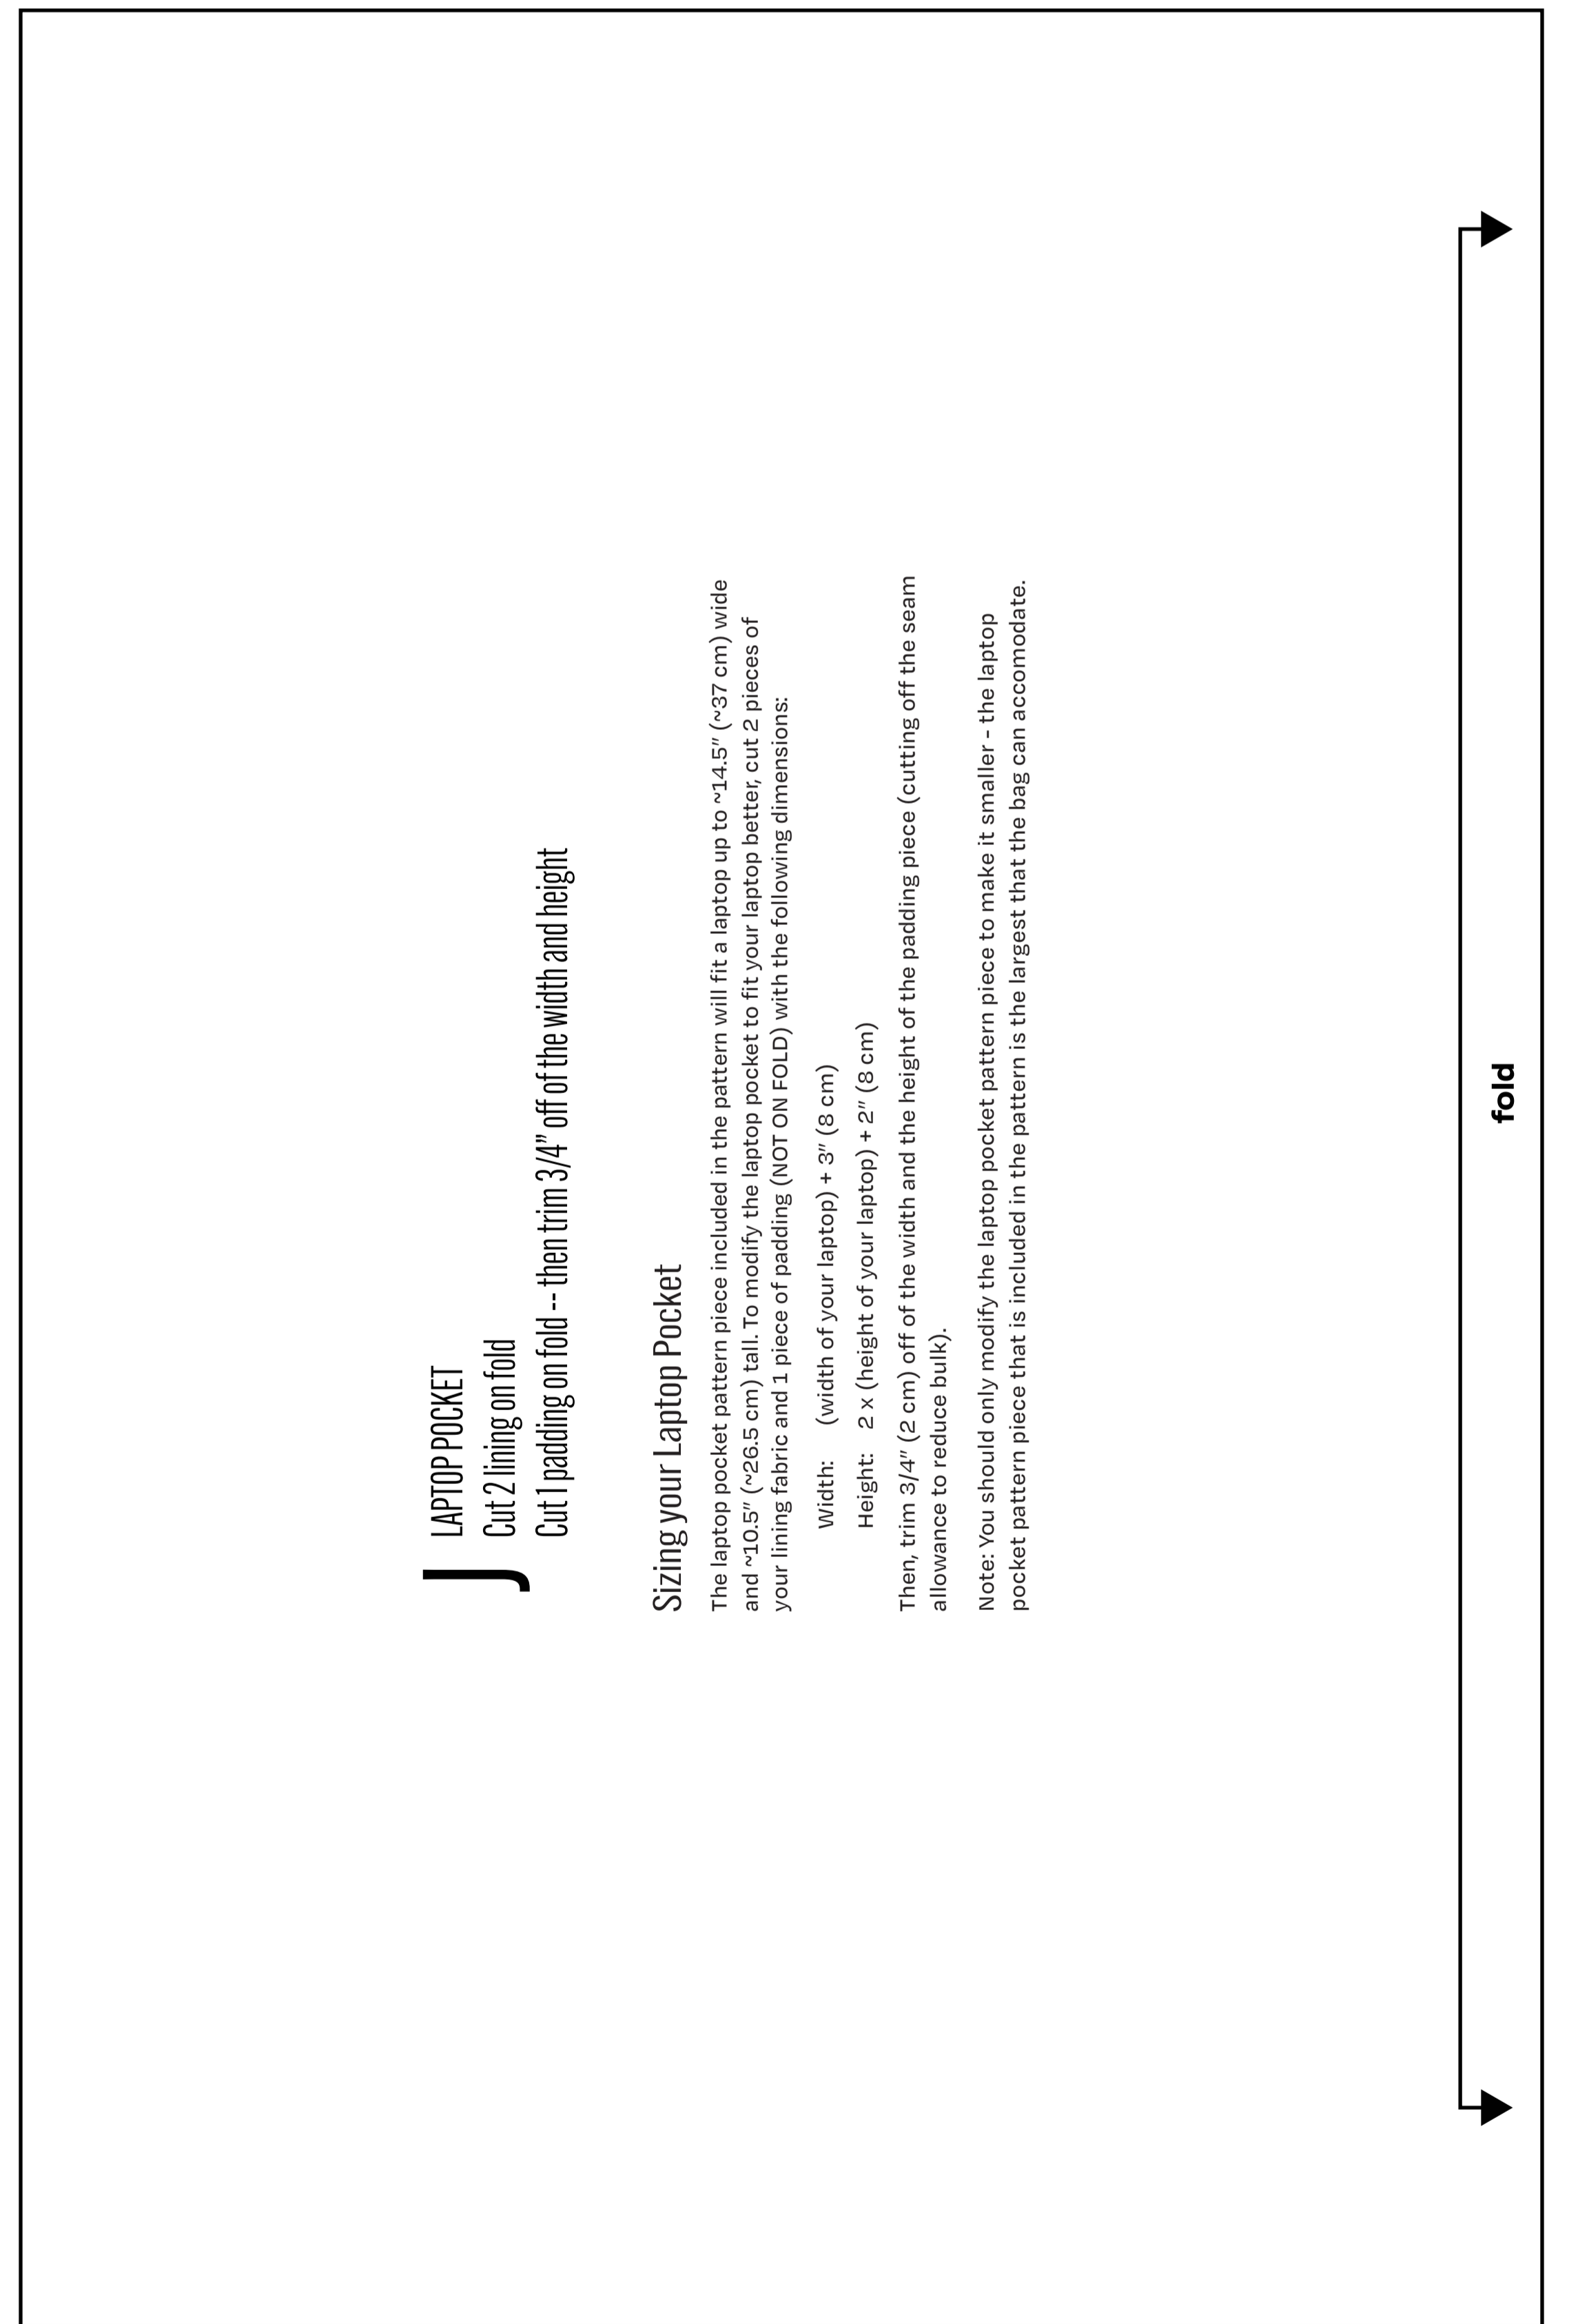 J
LAPTOP POCKET
Cut 2 lining on fold
Cut 1 padding on fold -- then trim 3/4” off of the width and height
Sizing your Laptop Pocket
The laptop pocket pattern piece included in the pattern will fit a laptop up to ~14.5" (~37 cm) wide
and ~10.5" (~26.5 cm) tall. To modify the laptop pocket to fit your laptop better, cut 2 pieces of
your lining fabric and 1 piece of padding (NOT ON FOLD) with the following dimensions:
Width: (width of your laptop) + 3" (8 cm)
Height: 2 x (height of your laptop) + 2" (8 cm)
Then, trim 3/4" (2 cm) off of the width and the height of the padding piece (cutting off the seam
allowance to reduce bulk).
Note: You should only modify the laptop pocket pattern piece to make it smaller - the laptop
pocket pattern piece that is included in the pattern is the largest that the bag can accomodate.
fold